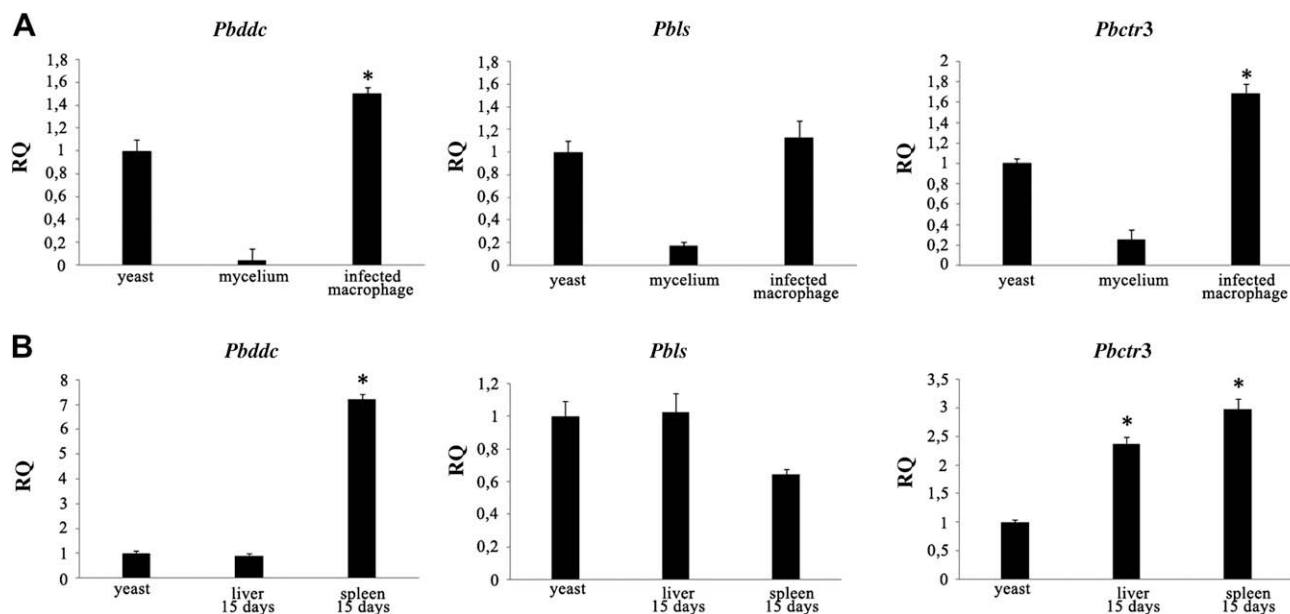 A
Pbddc
RQ
1,8
1,6
1,4
1,2
1
0,8
0,6
0,4
0,2
0
*
yeast
mycelium
infected
macrophage
Pbls
RQ
1,8
1,6
1,4
1,2
1
0,8
0,6
0,4
0,2
0
yeast
mycelium
infected
macrophage
Pbctr3
RQ
2
1,8
1,6
1,4
1,2
1
0,8
0,6
0,4
0,2
0
*
yeast
mycelium
infected
macrophage
B
Pbddc
RQ
8
7
6
5
4
3
2
1
0
*
yeast
liver
15 days
spleen
15 days
Pbls
RQ
1,2
1
0,8
0,6
0,4
0,2
0
yeast
liver
15 days
spleen
15 days
Pbctr3
RQ
3,5
3
2,5
2
1,5
1
0,5
0
*
*
yeast
liver
15 days
spleen
15 days